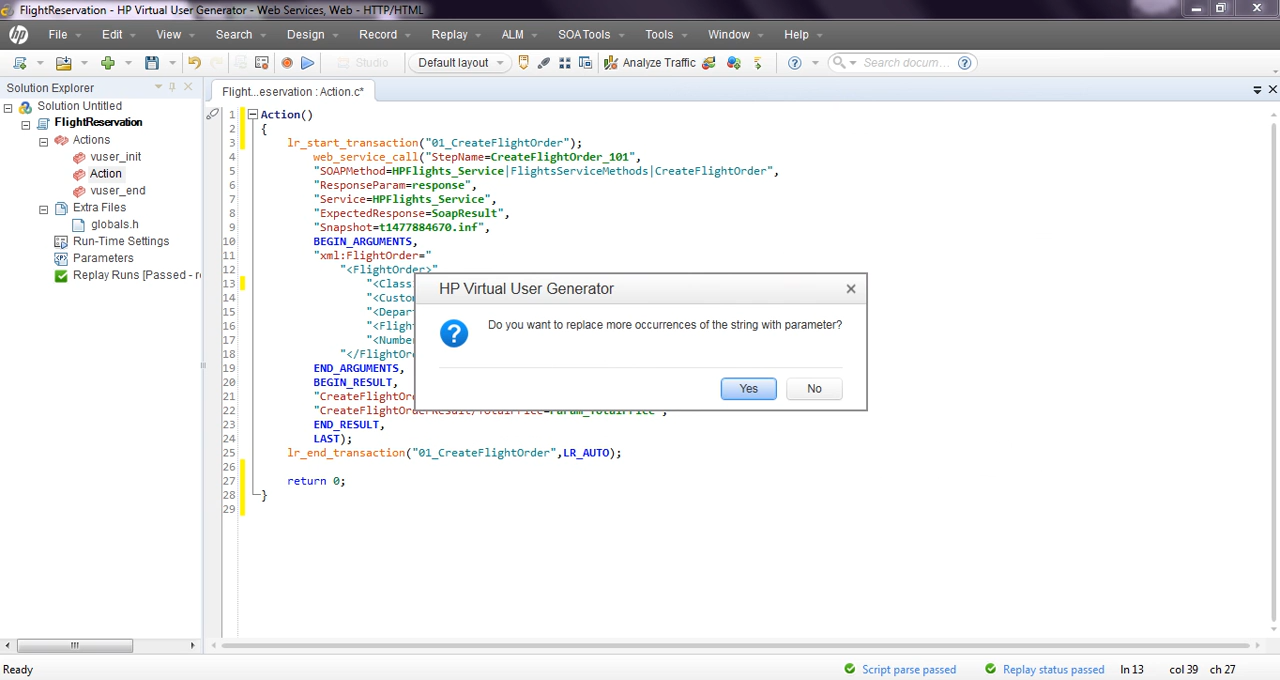 FlightReservation - HP Virtual User Generator - Web Services, Web - HTTP/HTML
hp File Edit View Search Design Record Replay ALM SOA Tools Tools Window Help
Studio Default layout Analyze Traffic Search docum...
Solution Explorer
Solution Untitled
FlightReservation
Actions
vuser_init
Action
vuser_end
Extra Files
globals.h
Run-Time Settings
Parameters
Replay Runs [Passed - r
Flight...eservation : Action.c*
1 Action()
2 {
3 lr_start_transaction("01_CreateFlightOrder");
4 web_service_call("StepName=CreateFlightOrder_101",
5 "SOAPMethod=HPFlights_Service|FlightsServiceMethods|CreateFlightOrder",
6 "ResponseParam=response",
7 "Service=HPFlights_Service",
8 "ExpectedResponse=SoapResult",
9 "Snapshot=t1477884670.inf",
10 BEGIN_ARGUMENTS,
11 "xml:FlightOrder="
12 "<FlightOrder>"
13 "<Clas
14 "<Custo
15 "<Depar
16 "<Fligh
17 "<Numbe
18 "</FlightOr
19 END_ARGUMENTS,
20 BEGIN_RESULT,
21 "CreateFlightO
22 "CreateFlightOrderResult/TotalPrice=Param_TotalPrice",
23 END_RESULT,
24 LAST);
25 lr_end_transaction("01_CreateFlightOrder",LR_AUTO);
26
27 return 0;
28 }
29
HP Virtual User Generator
Do you want to replace more occurrences of the string with parameter?
Yes No
Ready Script parse passed Replay status passed ln 13 col 39 ch 27